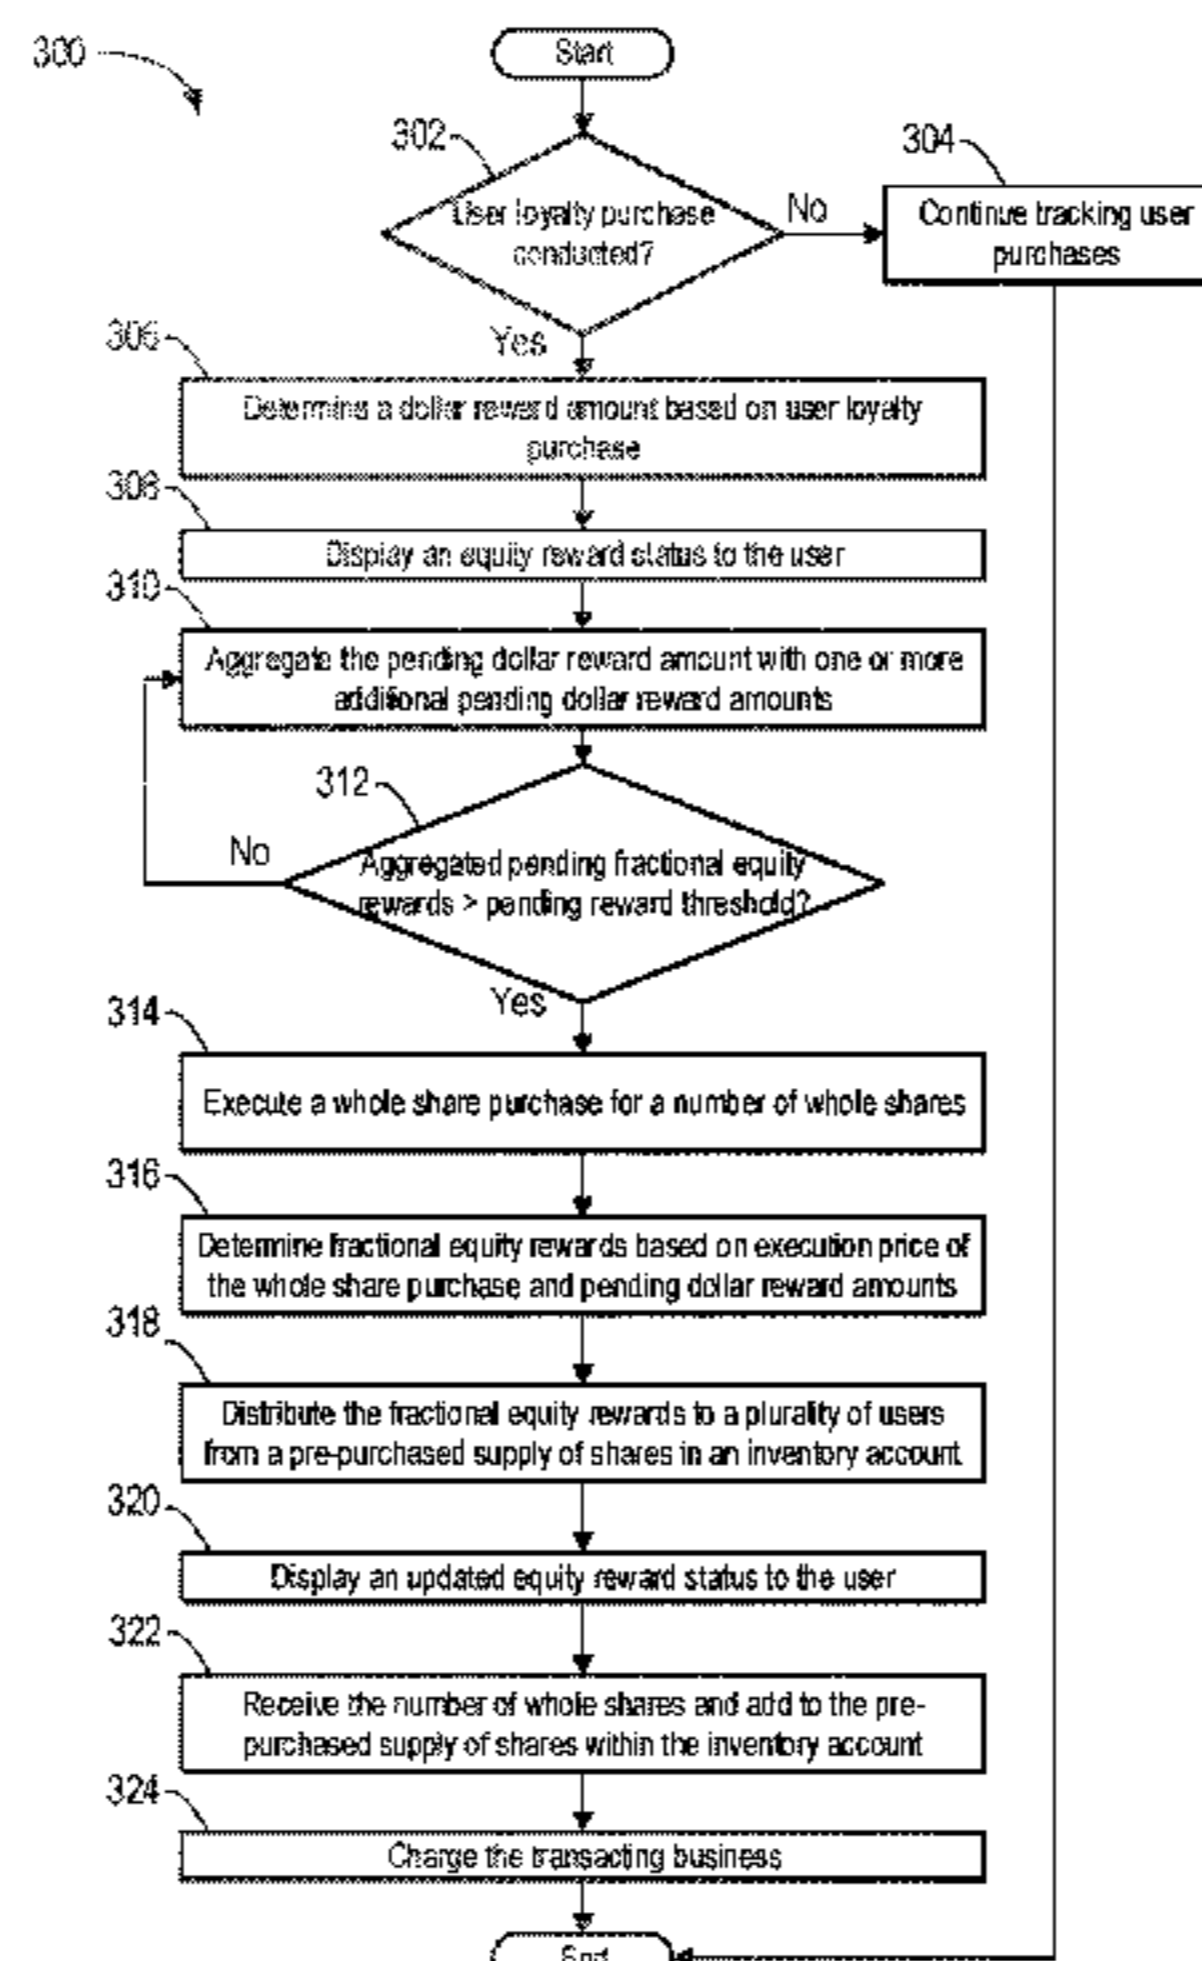 300
Start
302
User loyalty purchase
conducted?
No
304
Continue tracking user
purchases
Yes
306
Determine a dollar reward amount based on user loyalty
purchase
308
Display an equity reward status to the user
310
Aggregate the pending dollar reward amount with one or more
additional pending dollar reward amounts
312
Aggregated pending fractional equity
rewards > pending reward threshold?
No
Yes
314
Execute a whole share purchase for a number of whole shares
316
Determine fractional equity rewards based on execution price of
the whole share purchase and pending dollar reward amounts
318
Distribute the fractional equity rewards to a plurality of users
from a pre-purchased supply of shares in an inventory account
320
Display an updated equity reward status to the user
322
Receive the number of whole shares and add to the pre-
purchased supply of shares within the inventory account
324
Charge the transacting business
End